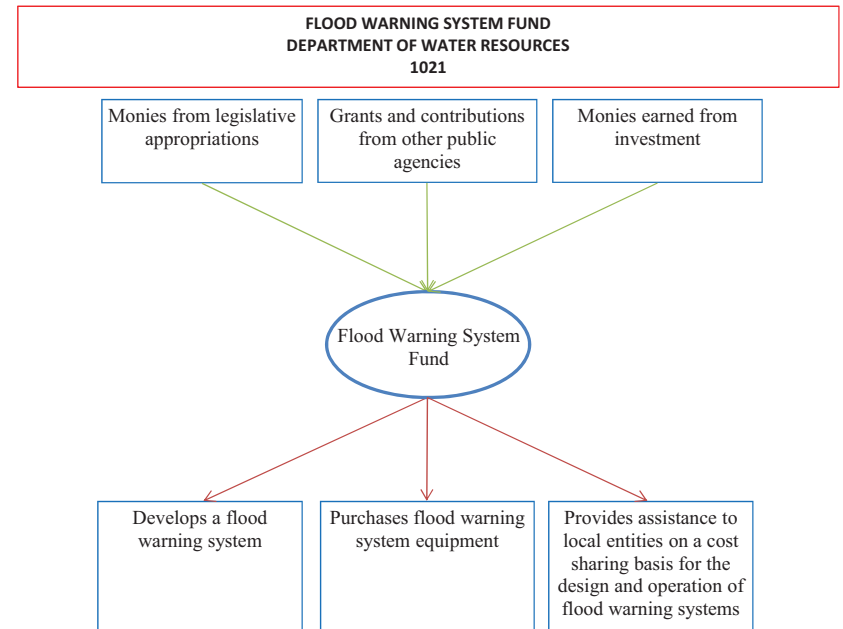 FLOOD WARNING SYSTEM FUND
DEPARTMENT OF WATER RESOURCES
1021
Monies from legislative
appropriations
Grants and contributions
from other public
agencies
Monies earned from
investment
Flood Warning System
Fund
Develops a flood
warning system
Purchases flood warning
system equipment
Provides assistance to
local entities on a cost
sharing basis for the
design and operation of
flood warning systems